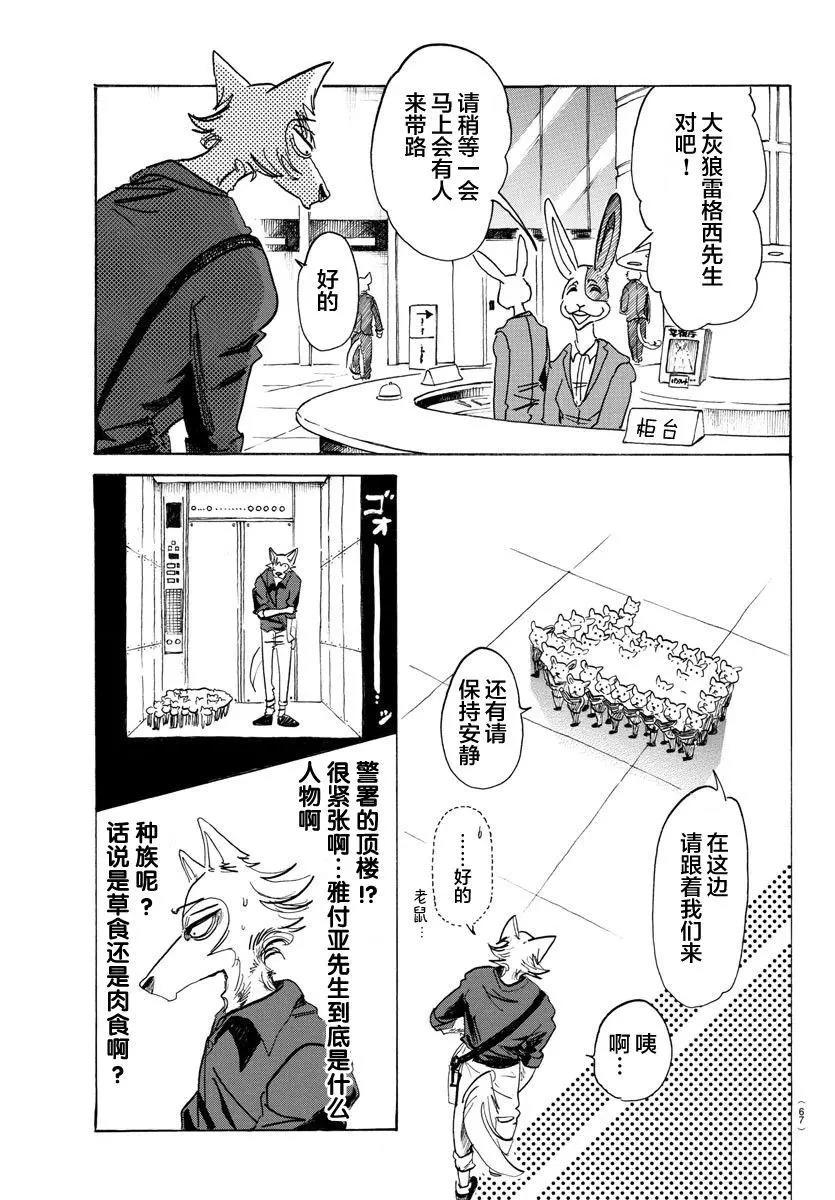 大灰狼雷格西先生
对吧！
请稍等一会
马上会有人
来带路
好的
柜台
在这边
请跟着我们来
咦
啊…
还有请
保持安静
……好的
老鼠…
ゴォ
ッ
警署的顶楼!?
很紧张啊…雅付亚先生到底是什么
人物啊
种族呢？
话说是草食还是肉食啊？
(67)